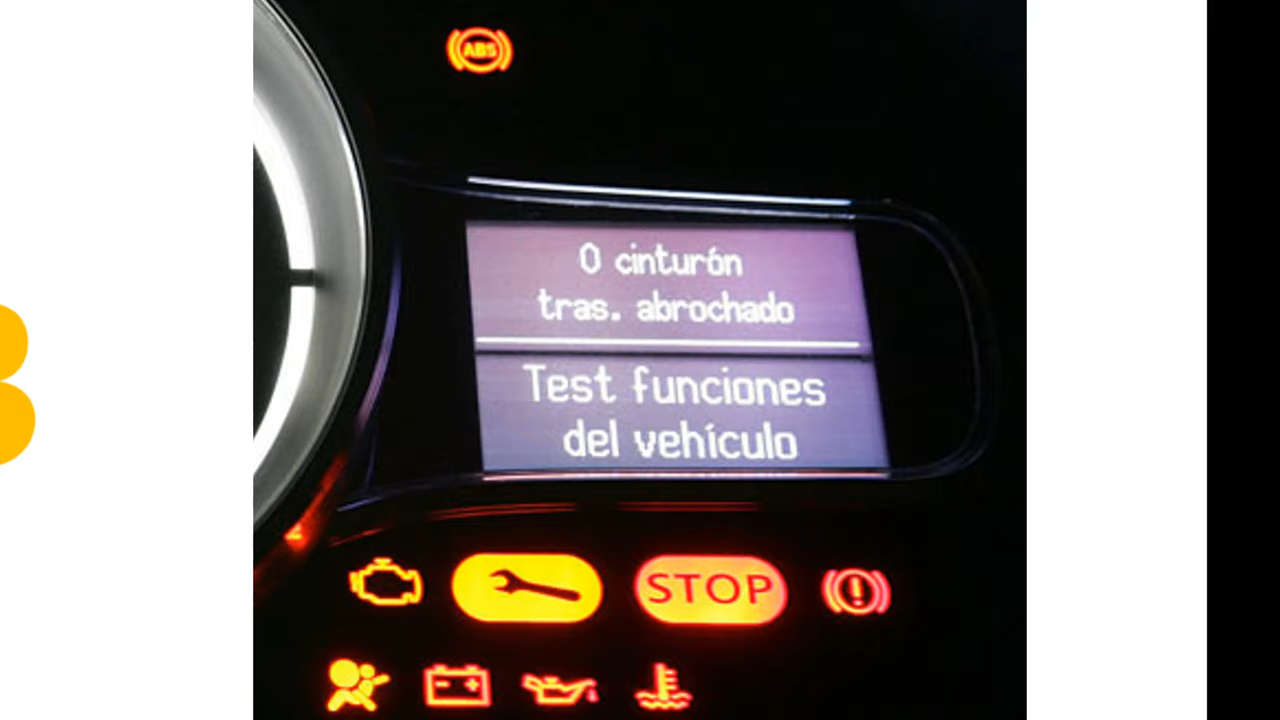 ABS
0 cinturón
tras. abrochado
Test funciones
del vehículo
STOP